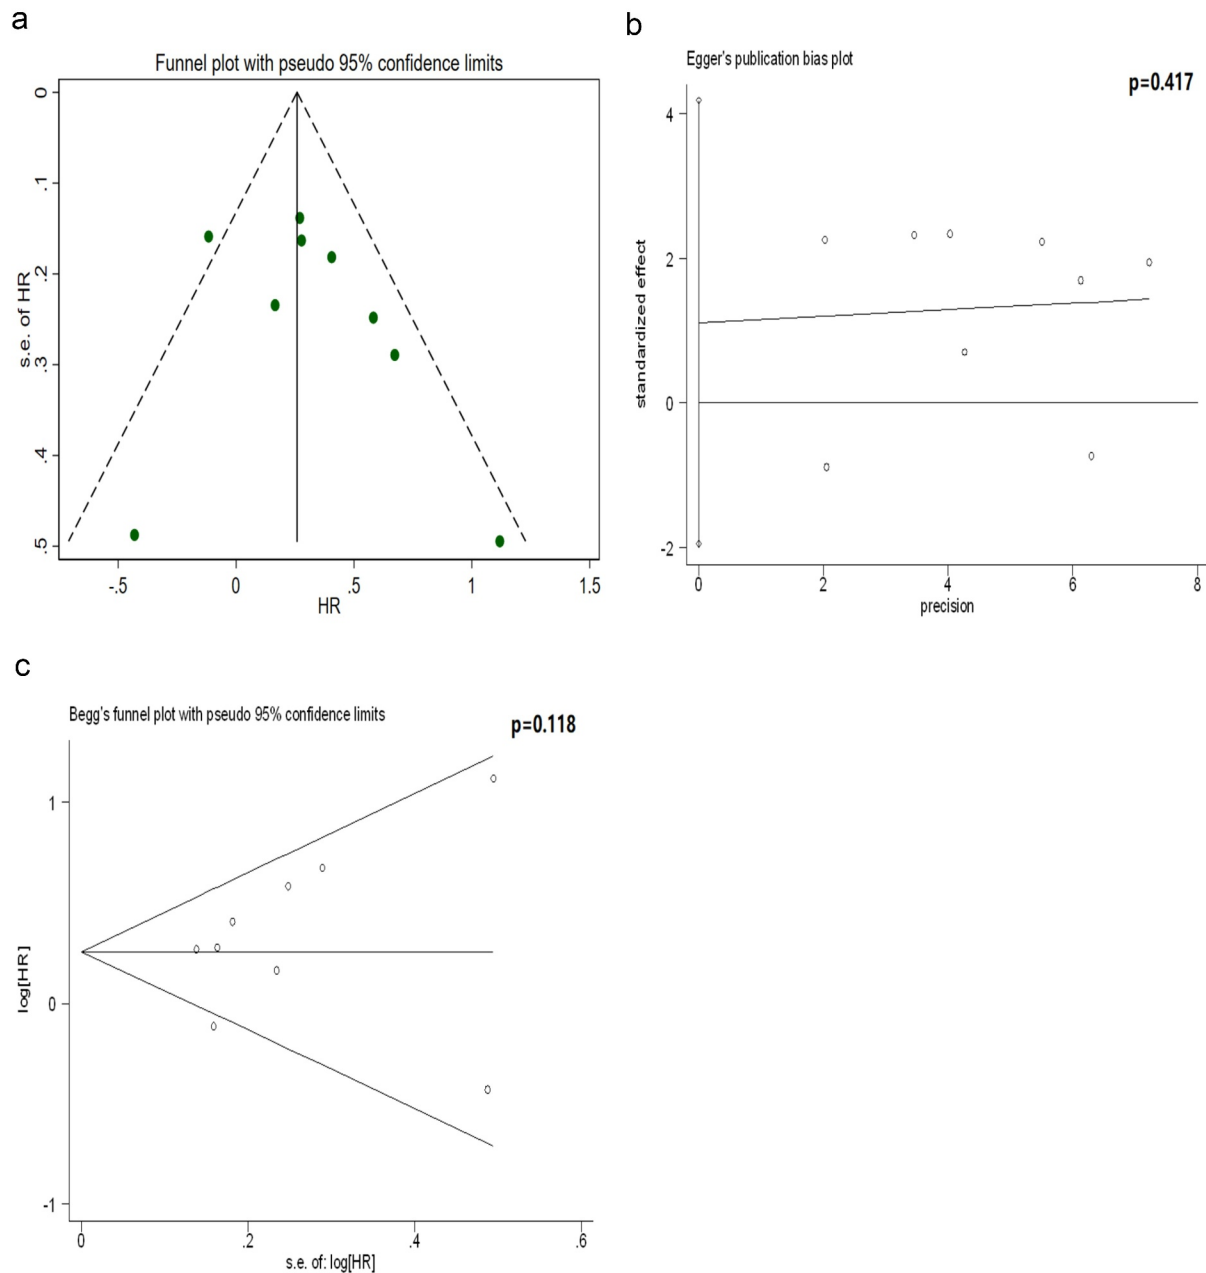 a
Funnel plot with pseudo 95% confidence limits
0
.1
.2
.3
.4
.5
s.e. of HR
-.5
0
.5
1
1.5
HR
b
Egger's publication bias plot
p=0.417
4
2
0
-2
standardized effect
0
2
4
6
8
precision
c
Begg's funnel plot with pseudo 95% confidence limits
p=0.118
1
0
-1
log[HR]
0
.2
.4
.6
s.e. of: log[HR]